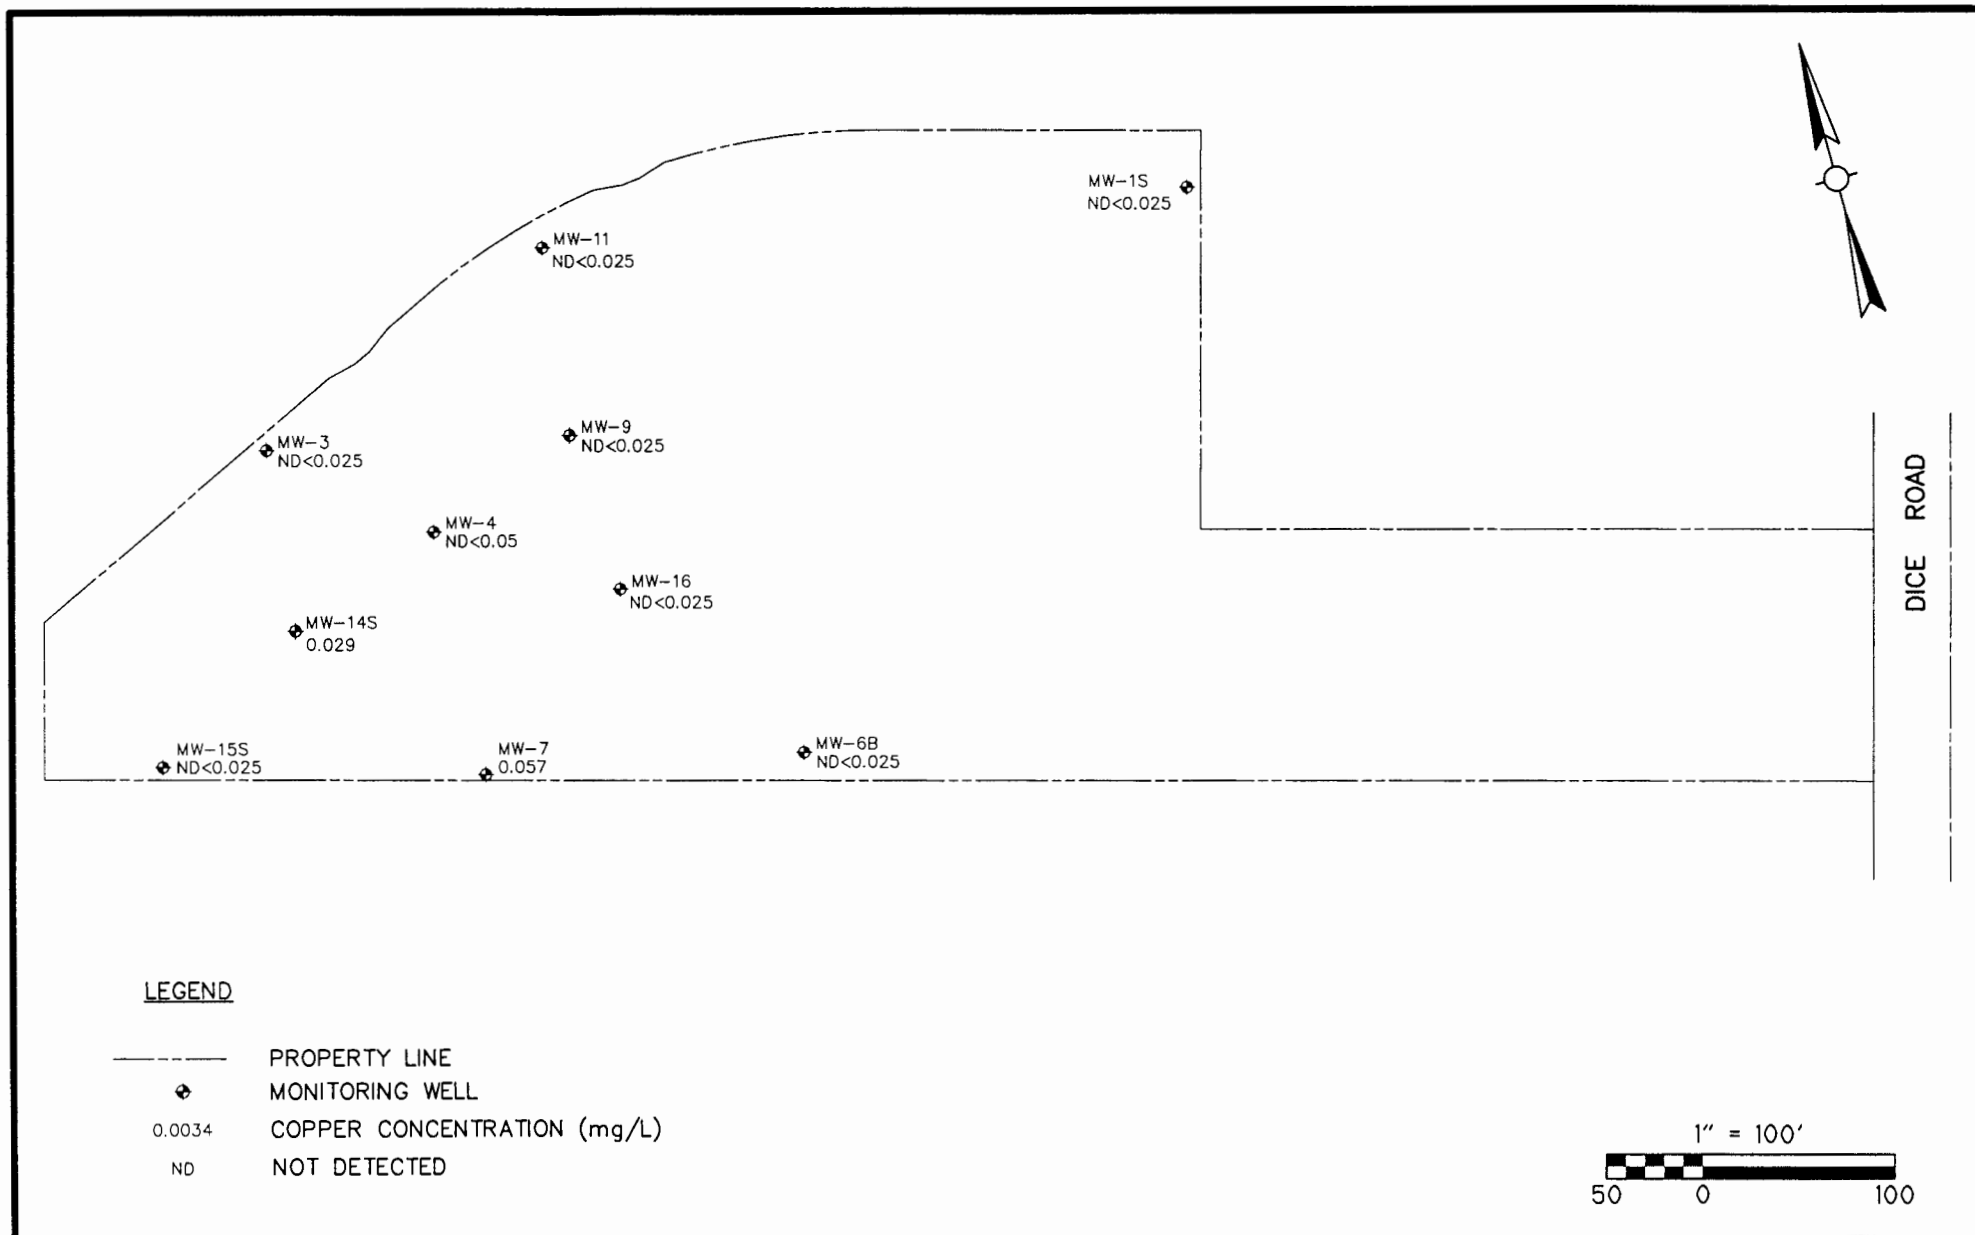 MW-1S
ND<0.025
MW-11
ND<0.025
MW-9
ND<0.025
MW-3
ND<0.025
MW-4
ND<0.05
MW-16
ND<0.025
MW-14S
0.029
MW-15S
ND<0.025
MW-7
0.057
MW-6B
ND<0.025
DICE ROAD
LEGEND
PROPERTY LINE
MONITORING WELL
0.0034 COPPER CONCENTRATION (mg/L)
ND NOT DETECTED
1" = 100'
50 0 100